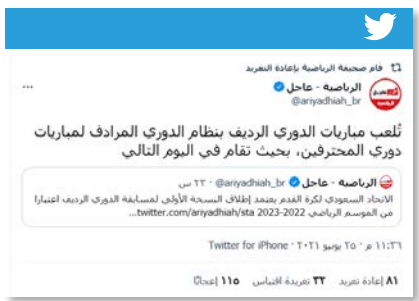 قام صحيفة الرياضية بإعادة التغريد
الرياضية - عاجل
@ariyadhiah_br
تُلعب مباريات الدوري الرديف بنظام الدوري المرادف لمباريات
دوري المحترفين، بحيث تقام في اليوم التالي
الرياضية - عاجل @ariyadhiah_br · ٢٣ س
الاتحاد السعودي لكرة القدم يعتمد إطلاق النسخة الأولى لمسابقة الدوري الرديف اعتبارا
من الموسم الرياضي 2022-2023 twitter.com/ariyadhiah/sta...
١١:٣٦ م · ٢٥ يونيو ٢٠٢١ · Twitter for iPhone
٨١ إعادة تغريد ٣٣ تغريدة اقتباس ١١٥ إعجابًا